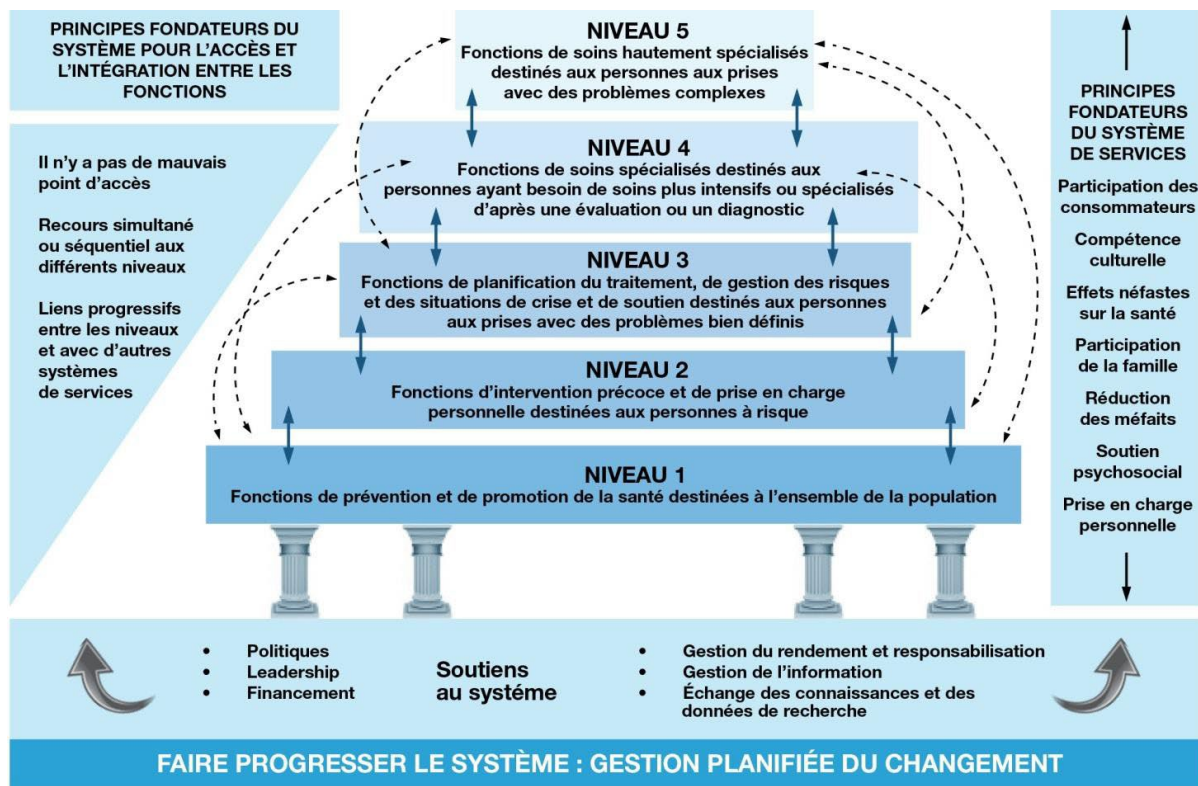 PRINCIPES FONDATEURS DU
SYSTÈME POUR L'ACCÈS ET
L'INTÉGRATION ENTRE LES
FONCTIONS
Il n'y a pas de mauvais
point d'accès
Recours simultané
ou séquentiel aux
différents niveaux
Liens progressifs
entre les niveaux
et avec d'autres
systèmes
de services
NIVEAU 5
Fonctions de soins hautement spécialisés
destinés aux personnes aux prises
avec des problèmes complexes
NIVEAU 4
Fonctions de soins spécialisés destinés aux
personnes ayant besoin de soins plus intensifs ou spécialisés
d'après une évaluation ou un diagnostic
NIVEAU 3
Fonctions de planification du traitement, de gestion des risques
et des situations de crise et de soutien destinés aux personnes
aux prises avec des problèmes bien définis
NIVEAU 2
Fonctions d'intervention précoce et de prise en charge
personnelle destinées aux personnes à risque
NIVEAU 1
Fonctions de prévention et de promotion de la santé destinées à l'ensemble de la population
PRINCIPES
FONDATEURS
DU SYSTÈME
DE SERVICES
Participation des
consommateurs
Compétence
culturelle
Effets néfastes
sur la santé
Participation
de la famille
Réduction
des méfaits
Soutien
psychosocial
Prise en charge
personnelle
• Politiques
• Leadership
• Financement
Soutiens
au systéme
• Gestion du rendement et responsabilisation
• Gestion de l'information
• Échange des connaissances et des
données de recherche
FAIRE PROGRESSER LE SYSTÈME : GESTION PLANIFIÉE DU CHANGEMENT